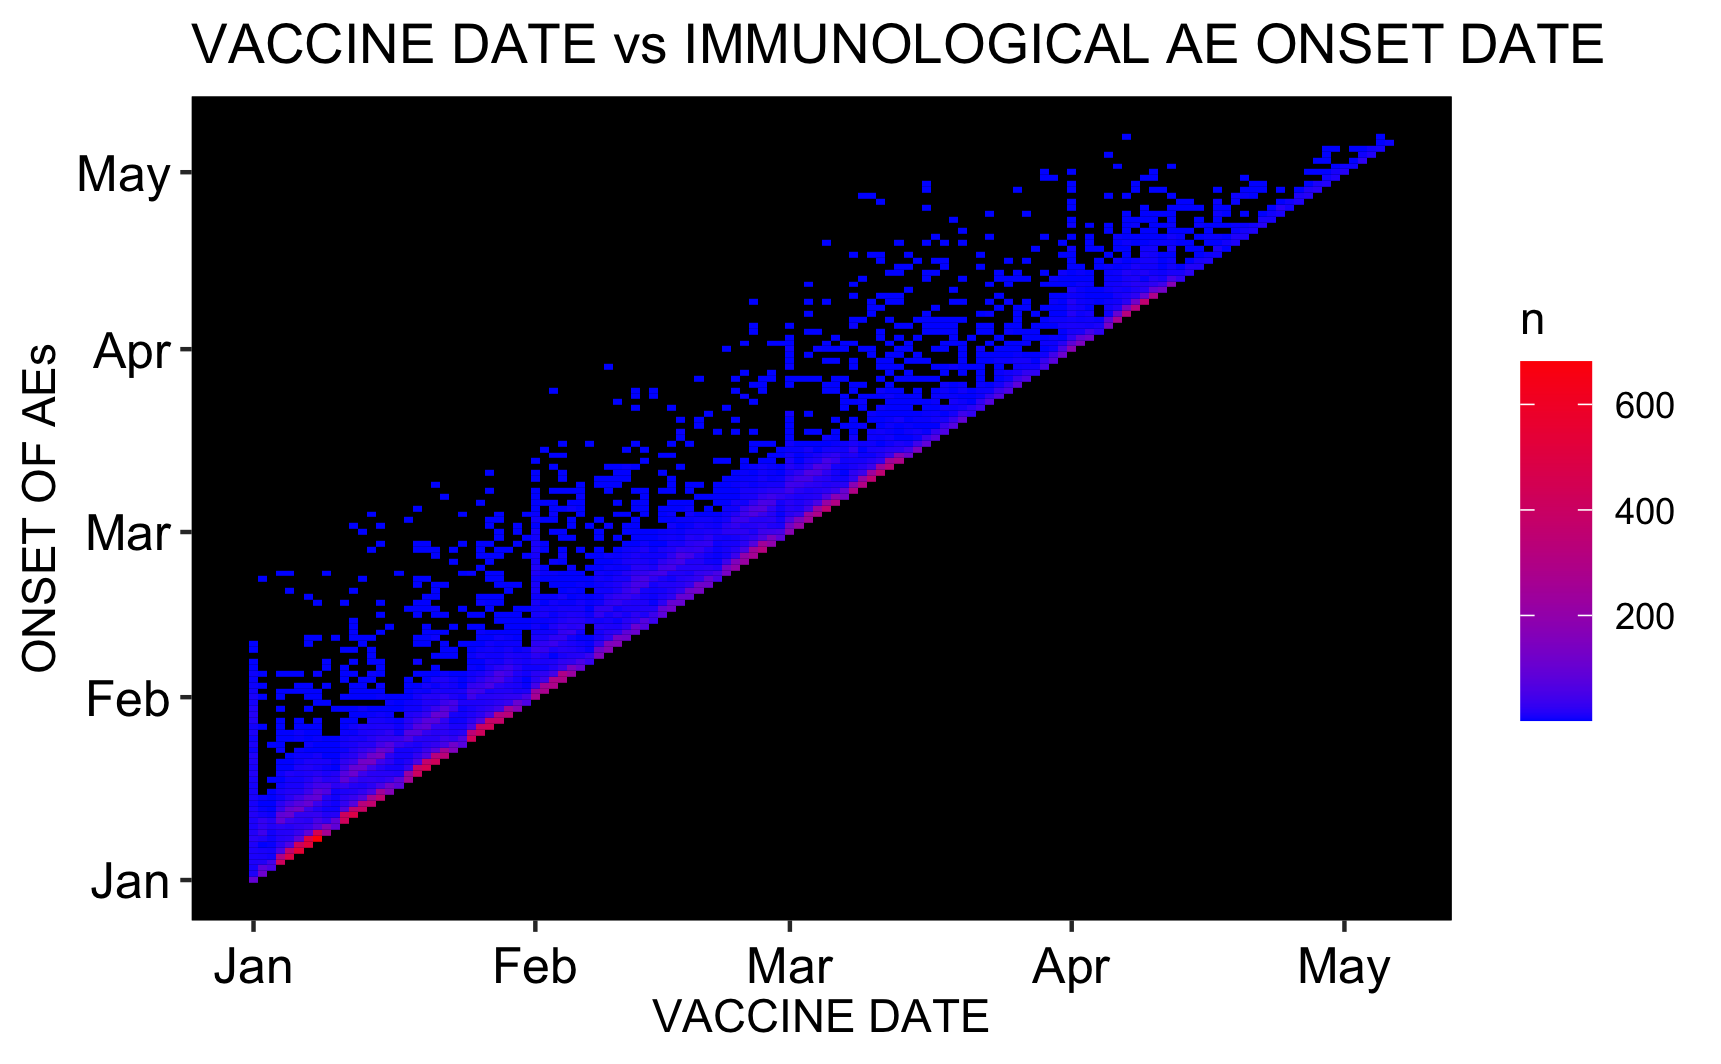 VACCINE DATE vs IMMUNOLOGICAL AE ONSET DATE
ONSET OF AEs
May
Apr
Mar
Feb
Jan
Jan Feb Mar Apr May
VACCINE DATE
n
600
400
200